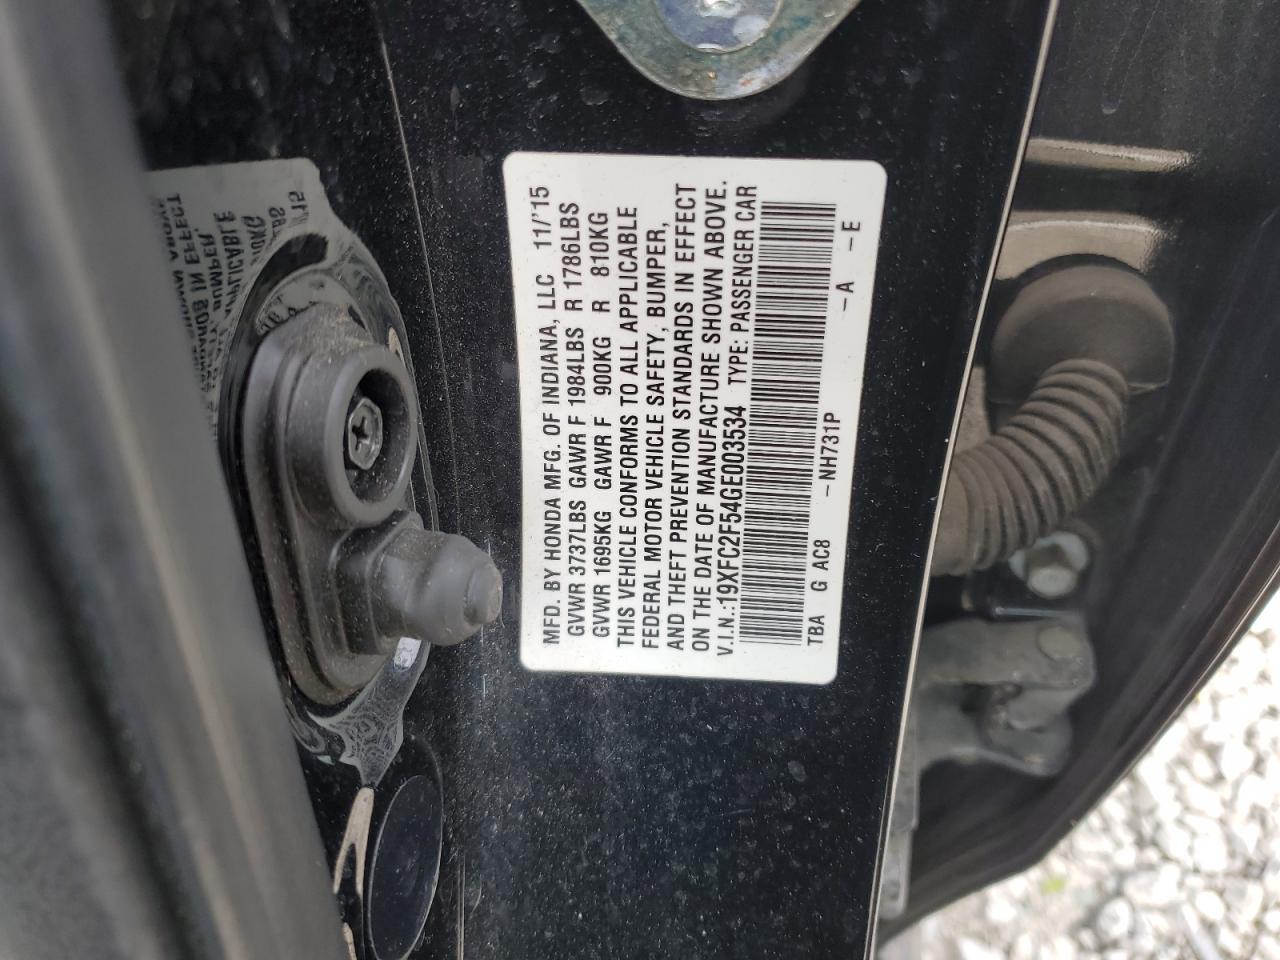 MFD. BY HONDA MFG. OF INDIANA, LLC 11/'15
GVWR 3737LBS GAWR F 1984LBS R 1786LBS
GVWR 1695KG GAWR F 900KG R 810KG
THIS VEHICLE CONFORMS TO ALL APPLICABLE
FEDERAL MOTOR VEHICLE SAFETY, BUMPER,
AND THEFT PREVENTION STANDARDS IN EFFECT
ON THE DATE OF MANUFACTURE SHOWN ABOVE.
V.I.N.:19XFC2F54GE003534 TYPE: PASSENGER CAR
TBA G AC8 -NH731P -A -E